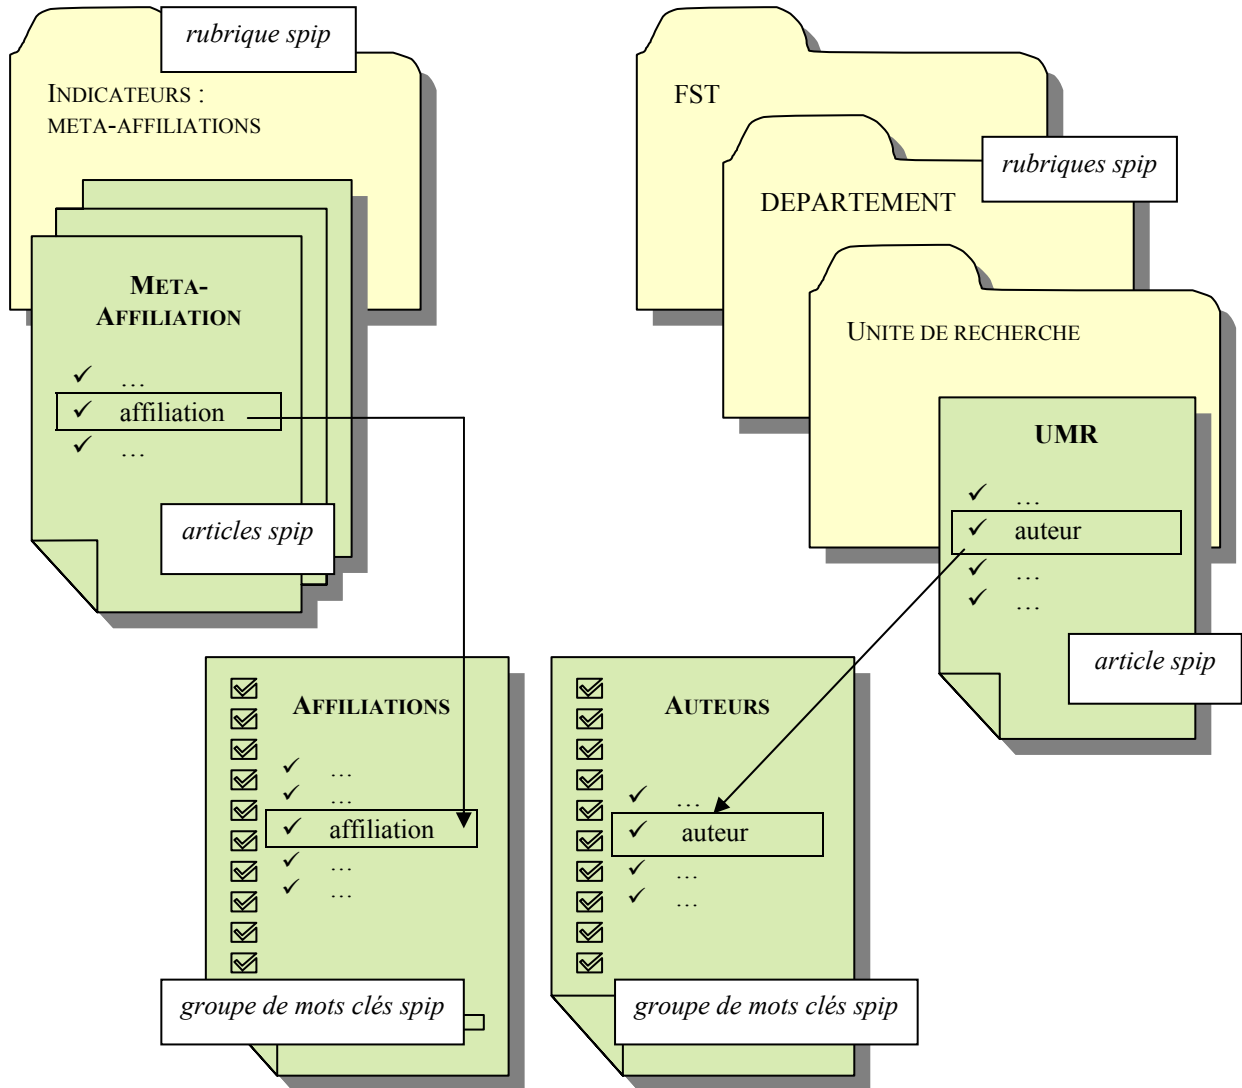 rubrique spip
INDICATEURS :
META-AFFILIATIONS
META-
AFFILIATION
✓ …
✓ affiliation
✓ …
articles spip
FST
rubriques spip
DEPARTEMENT
UNITE DE RECHERCHE
UMR
✓ …
✓ auteur
✓ …
✓ …
article spip
AFFILIATIONS
✓ …
✓ …
✓ affiliation
✓ …
✓ …
groupe de mots clés spip
AUTEURS
✓ …
✓ auteur
✓ …
✓ …
groupe de mots clés spip